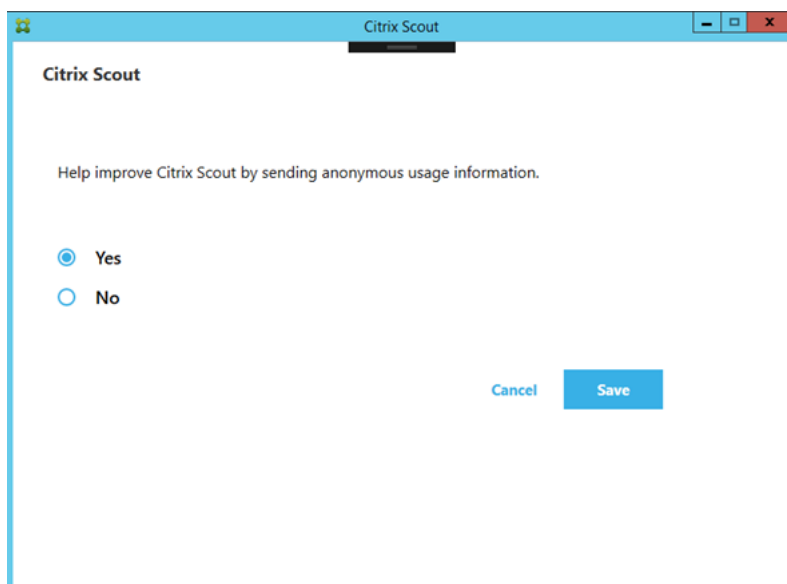 Citrix Scout
Citrix Scout
Help improve Citrix Scout by sending anonymous usage information.
Yes
No
Cancel Save